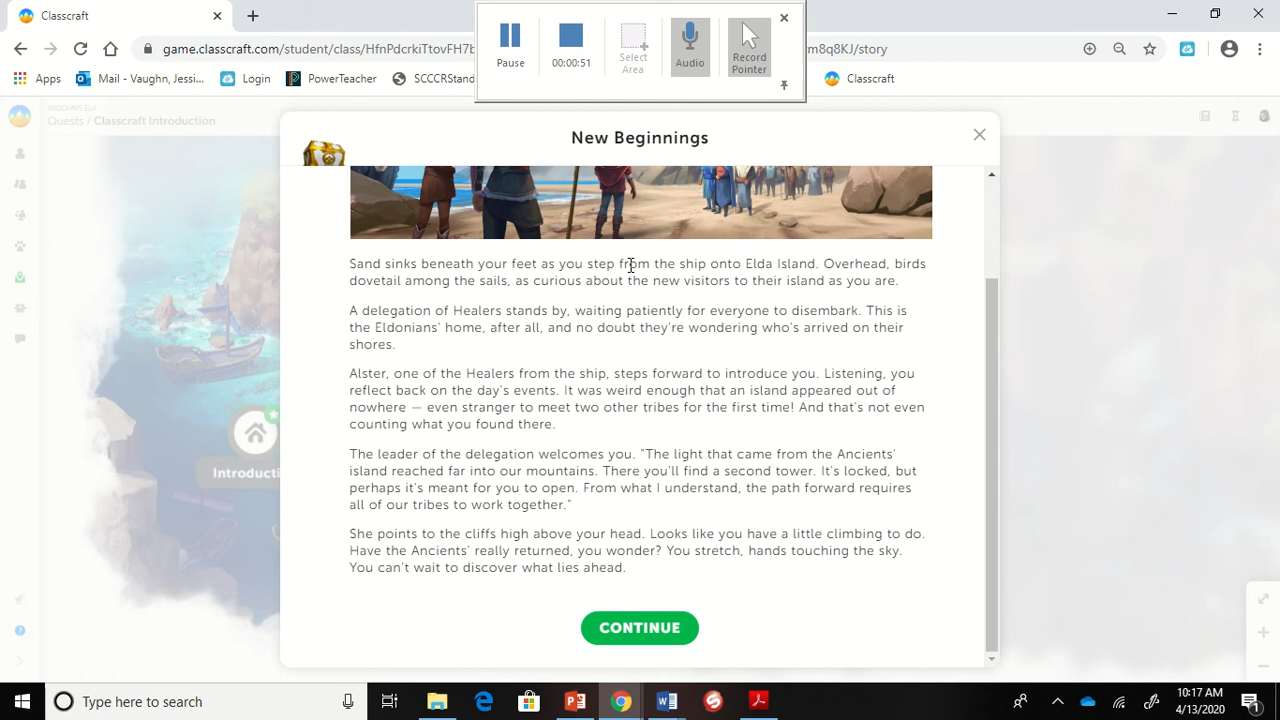 Classcraft
Pause
00:00:51
Select Area
Audio
Record Pointer
game.classcraft.com/student/class/HfnPdcrkiTtovFH7b
m8q8KJ/story
Apps
Mail - Vaughn, Jessi...
Login
PowerTeacher
SCCCRStand
Classcraft
VAUGHN'S ELA
Quests / Classcraft Introduction
New Beginnings
Sand sinks beneath your feet as you step from the ship onto Elda Island. Overhead, birds
dovetail among the sails, as curious about the new visitors to their island as you are.
A delegation of Healers stands by, waiting patiently for everyone to disembark. This is
the Eldonians' home, after all, and no doubt they're wondering who's arrived on their
shores.
Alster, one of the Healers from the ship, steps forward to introduce you. Listening, you
reflect back on the day's events. It was weird enough that an island appeared out of
nowhere — even stranger to meet two other tribes for the first time! And that's not even
counting what you found there.
The leader of the delegation welcomes you. "The light that came from the Ancients'
island reached far into our mountains. There you'll find a second tower. It's locked, but
perhaps it's meant for you to open. From what I understand, the path forward requires
all of our tribes to work together."
She points to the cliffs high above your head. Looks like you have a little climbing to do.
Have the Ancients' really returned, you wonder? You stretch, hands touching the sky.
You can't wait to discover what lies ahead.
Introducti
CONTINUE
Type here to search
10:17 AM
4/13/2020
1